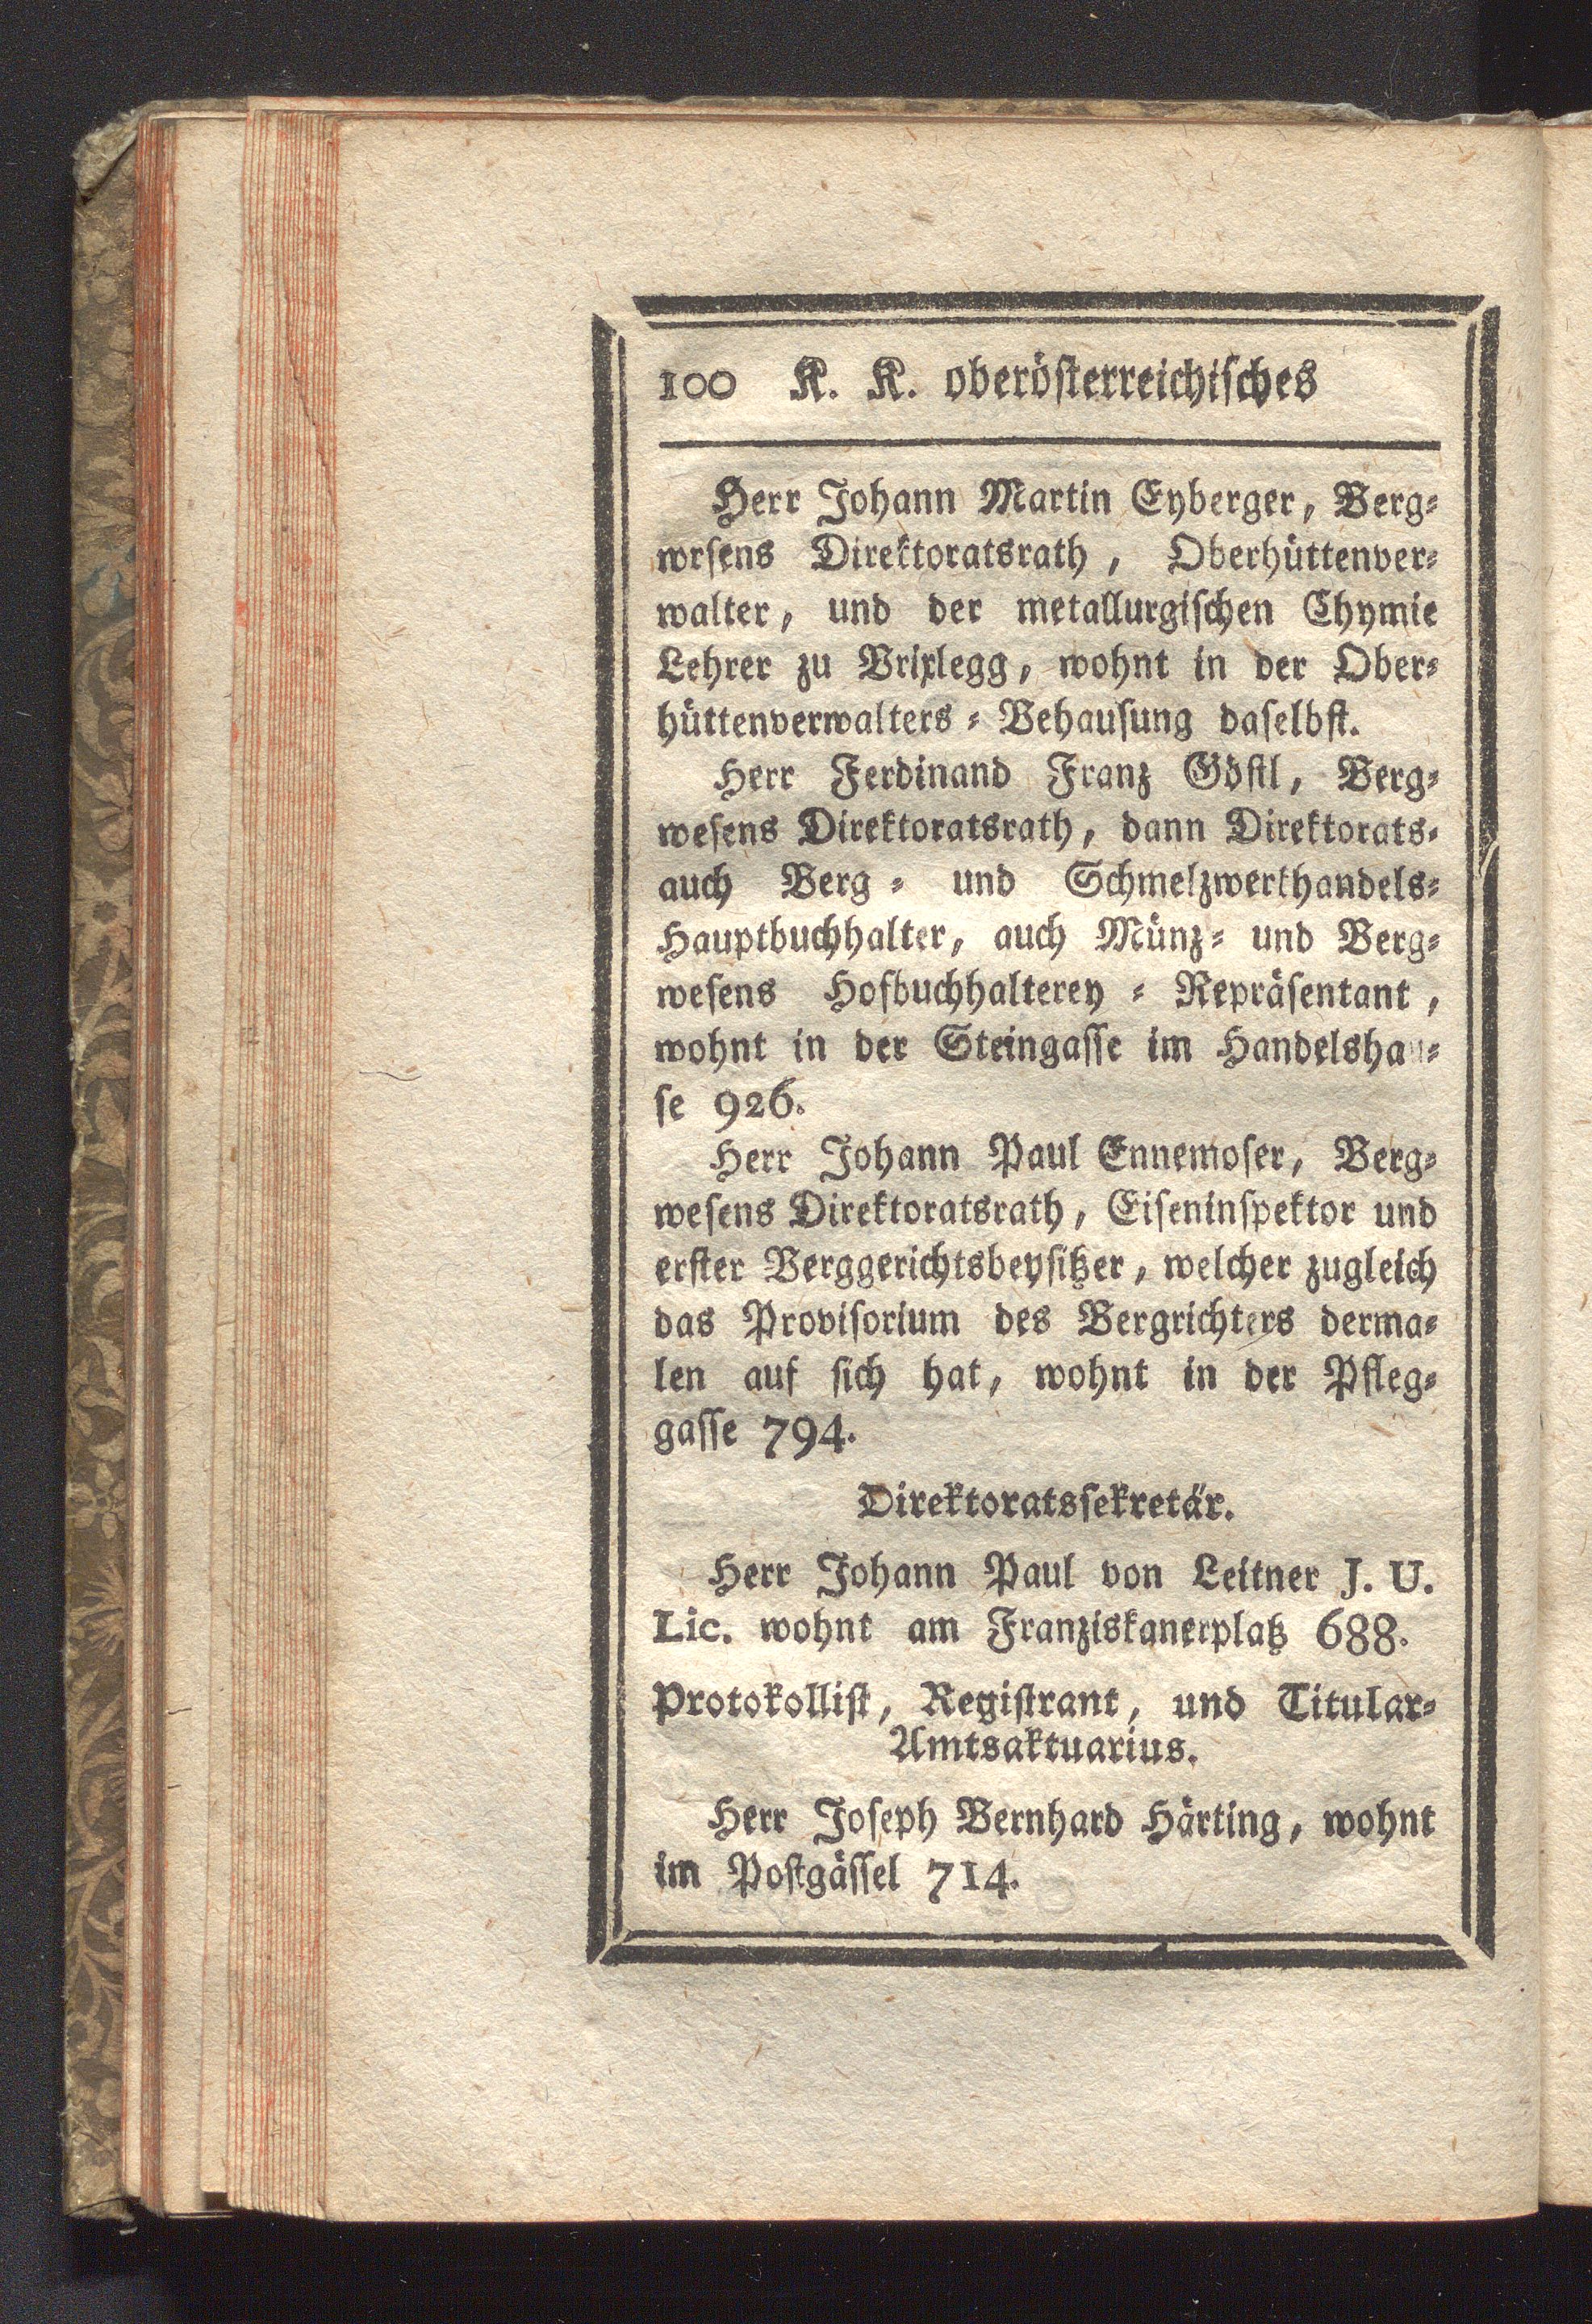 100 K. K. oberösterreichisches
Herr Johann Martin Eyberger, Berg⸗
wrsens Direktoratsrath, Oberhüttenver⸗
walter, und der metallurgischen Chymie
Lehrer zu Brixlegg, wohnt in der Ober⸗
hüttenverwalters⸗Behausung daselbst.
Herr Ferdinand Franz Göstl, Berg⸗
wesens Direktoratsrath, dann Direktorats⸗
auch Berg⸗ und Schmelzwerkhandels⸗
Hauptbuchhalter, auch Münz⸗ und Berg⸗
wesens Hofbuchhalterey⸗Repräsentant,
wohnt in der Steingasse im Handelshau⸗
se 926.
Herr Johann Paul Ennemoser, Berg⸗
wesens Direktoratsrath, Eiseninspektor und
erster Berggerichtsbeysitzer, welcher zugleich
das Provisorium des Bergrichters derma⸗
len auf sich hat, wohnt in der Pfleg⸗
gasse 794.
Direktoratssekretär.
Herr Johann Paul von Leitner J. U.
Lic. wohnt am Franziskanerplatz 688.
Protokollist, Registrant, und Titular⸗
Amtsaktuarius.
Herr Joseph Bernhard Härting, wohnt
im Postgässel 714.